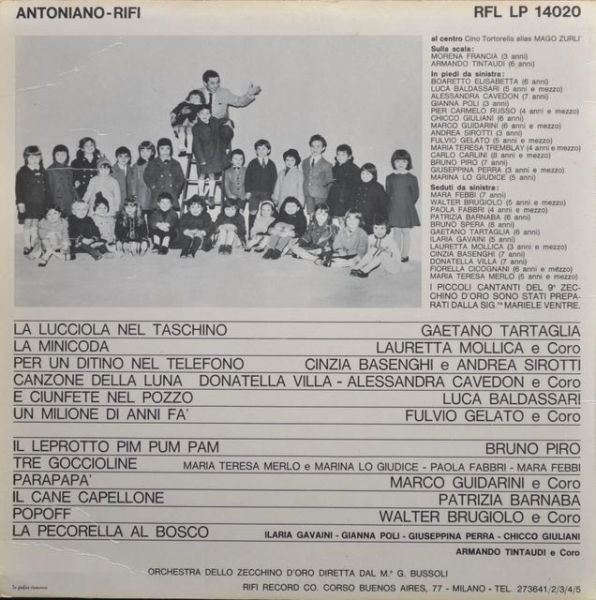 ANTONIANO-RIFI
RFL LP 14020
al centro Cino Tortorella alias MAGO ZURLI'
Sulla scala:
MORENA FRANCIA (3 anni)
ARMANDO TINTAUDI (6 anni)
In piedi da sinistra:
BOARETTO ELISABETTA (6 anni)
LUCA BALDASSARI (5 anni e mezzo)
ALESSANDRA CAVEDON (7 anni)
GIANNA POLI (3 anni)
PIER CARMELO RUSSO (4 anni e mezzo)
CHICCO GIULIANI (6 anni)
MARCO GUIDARINI (6 anni e mezzo)
ANDREA SIROTTI (3 anni)
FULVIO GELATO (5 anni e mezzo)
MARIA TERESA TREMBLAY (4 anni e mezzo)
CARLO CARLINI (8 anni e mezzo)
BRUNO PIRO (7 anni)
GIUSEPPINA PERRA (3 anni e mezzo)
MARINA LO GIUDICE (5 anni)
Seduti da sinistra:
MARA FEBBI (7 anni)
WALTER BRUGIOLO (5 anni e mezzo)
PAOLA FABBRI (4 anni e mezzo)
PATRIZIA BARNABA (6 anni)
BRUNO SPERA (8 anni)
GAETANO TARTAGLIA (6 anni)
ILARIA GAVAINI (5 anni)
LAURETTA MOLLICA (3 anni e mezzo)
CINZIA BASENGHI (7 anni)
DONATELLA VILLA (7 anni)
FIORELLA CICOGNANI (6 anni e mezzo)
MARIA TERESA MERLO (5 anni e mezzo)
I PICCOLI CANTANTI DEL 9° ZEC-
CHINO D'ORO SONO STATI PREPA-
RATI DALLA SIG.na MARIELE VENTRE.
LA LUCCIOLA NEL TASCHINO GAETANO TARTAGLIA
LA MINICODA LAURETTA MOLLICA e Coro
PER UN DITINO NEL TELEFONO CINZIA BASENGHI e ANDREA SIROTTI
CANZONE DELLA LUNA DONATELLA VILLA - ALESSANDRA CAVEDON e Coro
E CIUNFETE NEL POZZO LUCA BALDASSARI
UN MILIONE DI ANNI FA' FULVIO GELATO e Coro
IL LEPROTTO PIM PUM PAM BRUNO PIRO
TRE GOCCIOLINE MARIA TERESA MERLO e MARINA LO GIUDICE - PAOLA FABBRI - MARA FEBBI
PARAPAPA' MARCO GUIDARINI e Coro
IL CANE CAPELLONE PATRIZIA BARNABA
POPOFF WALTER BRUGIOLO e Coro
LA PECORELLA AL BOSCO ILARIA GAVAINI - GIANNA POLI - GIUSEPPINA PERRA - CHICCO GIULIANI
ARMANDO TINTAUDI e Coro
ORCHESTRA DELLO ZECCHINO D'ORO DIRETTA DAL M.° G. BUSSOLI
RIFI RECORD CO. CORSO BUENOS AIRES, 77 - MILANO - TEL. 273641/2/3/4/5